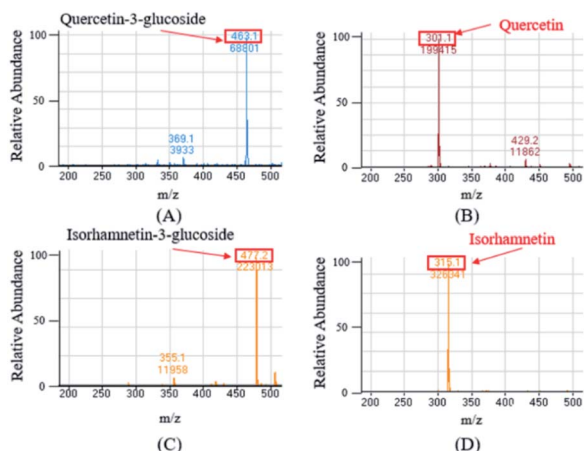 Quercetin-3-glucoside
Relative Abundance
100
50
0
463.1
68801
369.1
3933
200 250 300 350 400 450 500
m/z
(A)
Quercetin
Relative Abundance
100
50
0
301.1
199415
429.2
11862
200 250 300 350 400 450 500
m/z
(B)
Isorhamnetin-3-glucoside
Relative Abundance
100
50
0
477.2
223013
355.1
11958
200 250 300 350 400 450 500
m/z
(C)
Isorhamnetin
Relative Abundance
100
50
0
315.1
326341
200 250 300 350 400 450 500
m/z
(D)